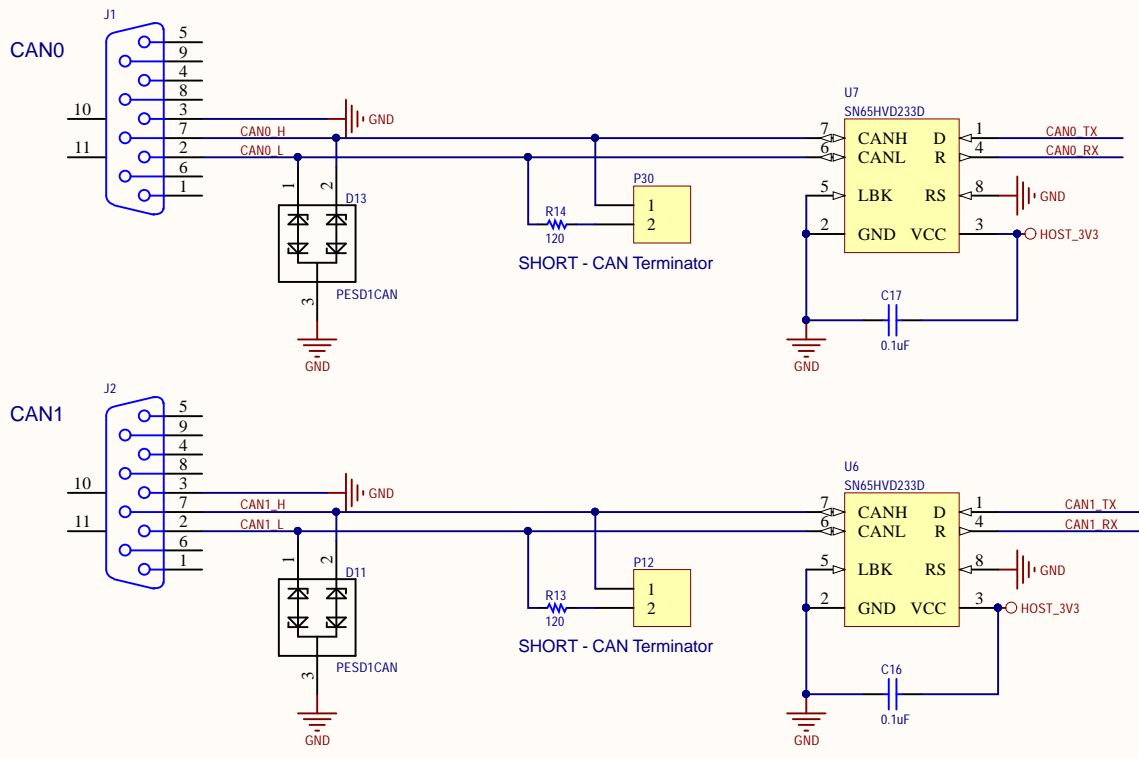 J1
CAN0
5
9
4
8
3
7
2
6
1
10
11
GND
CAN0_H
CAN0_L
1
2
D13
PESD1CAN
3
GND
R14
120
P30
1
2
SHORT - CAN Terminator
U7
SN65HVD233D
7 CANH D 1
6 CANL R 4
5 LBK RS 8
2 GND VCC 3
CAN0_TX
CAN0_RX
GND
HOST_3V3
C17
0.1uF
GND
J2
CAN1
5
9
4
8
3
7
2
6
1
10
11
GND
CAN1_H
CAN1_L
1
2
D11
PESD1CAN
3
GND
R13
120
P12
1
2
SHORT - CAN Terminator
U6
SN65HVD233D
7 CANH D 1
6 CANL R 4
5 LBK RS 8
2 GND VCC 3
CAN1_TX
CAN1_RX
GND
HOST_3V3
C16
0.1uF
GND